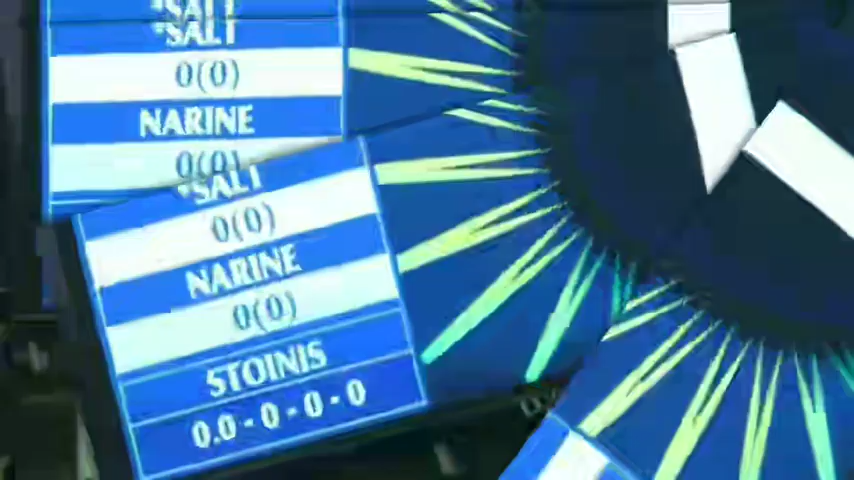 *SALT
*SALT
0(0)
NARINE
0(0)
*SALT
0(0)
NARINE
0(0)
STOINIS
0.0 - 0 - 0 - 0